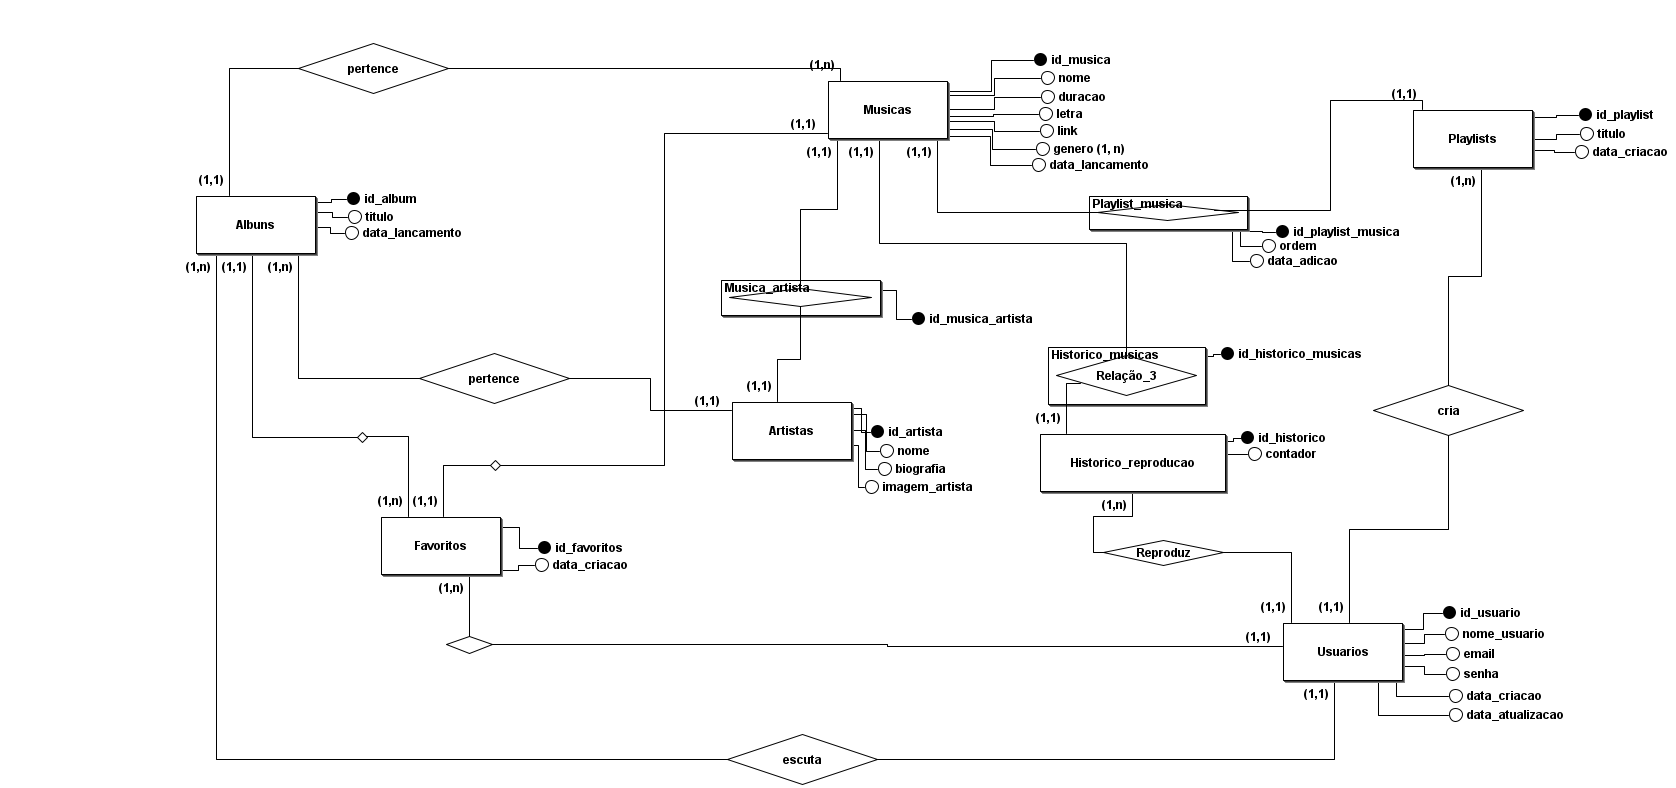 pertence
(1,n)
(1,1)
Musicas
id_musica
nome
duracao
letra
link
genero (1, n)
data_lancamento
(1,1)
(1,1)
(1,1)
(1,1)
Playlists
id_playlist
titulo
data_criacao
(1,n)
(1,1)
Albuns
id_album
titulo
data_lancamento
(1,n)
(1,1)
(1,n)
Playlist_musica
id_playlist_musica
ordem
data_adicao
Musica_artista
id_musica_artista
Historico_musicas
Relação_3
id_historico_musicas
(1,1)
pertence
(1,1)
(1,1)
Artistas
id_artista
nome
biografia
imagem_artista
Historico_reproducao
id_historico
contador
(1,n)
cria
(1,n)
(1,1)
Favoritos
id_favoritos
data_criacao
(1,n)
Reproduz
(1,1)
(1,1)
(1,1)
Usuarios
id_usuario
nome_usuario
email
senha
data_criacao
data_atualizacao
(1,1)
escuta